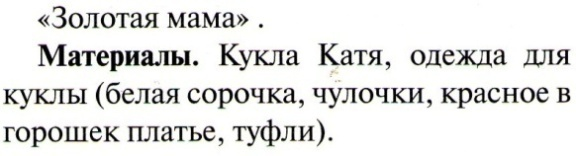 «Золотая мама» .
Материалы. Кукла Катя, одежда для
куклы (белая сорочка, чулочки, красное в
горошек платье, туфли).